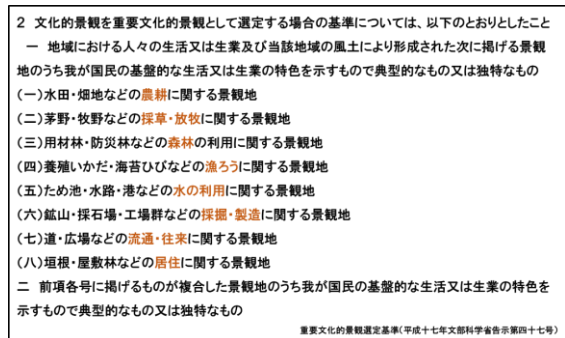 2 文化的景観を重要文化的景観として選定する場合の基準については、以下のとおりとしたこと
一 地域における人々の生活又は生業及び当該地域の風土により形成された次に掲げる景観
地のうち我が国民の基盤的な生活又は生業の特色を示すもので典型的なもの又は独特なもの
(一)水田・畑地などの農耕に関する景観地
(二)茅野・牧野などの採草・放牧に関する景観地
(三)用材林・防災林などの森林の利用に関する景観地
(四)養殖いかだ・海苔ひびなどの漁ろうに関する景観地
(五)ため池・水路・港などの水の利用に関する景観地
(六)鉱山・採石場・工場群などの採掘・製造に関する景観地
(七)道・広場などの流通・往来に関する景観地
(八)垣根・屋敷林などの居住に関する景観地
二 前項各号に掲げるものが複合した景観地のうち我が国民の基盤的な生活又は生業の特色を
示すもので典型的なもの又は独特なもの
重要文化的景観選定基準(平成十七年文部科学省告示第四十七号)